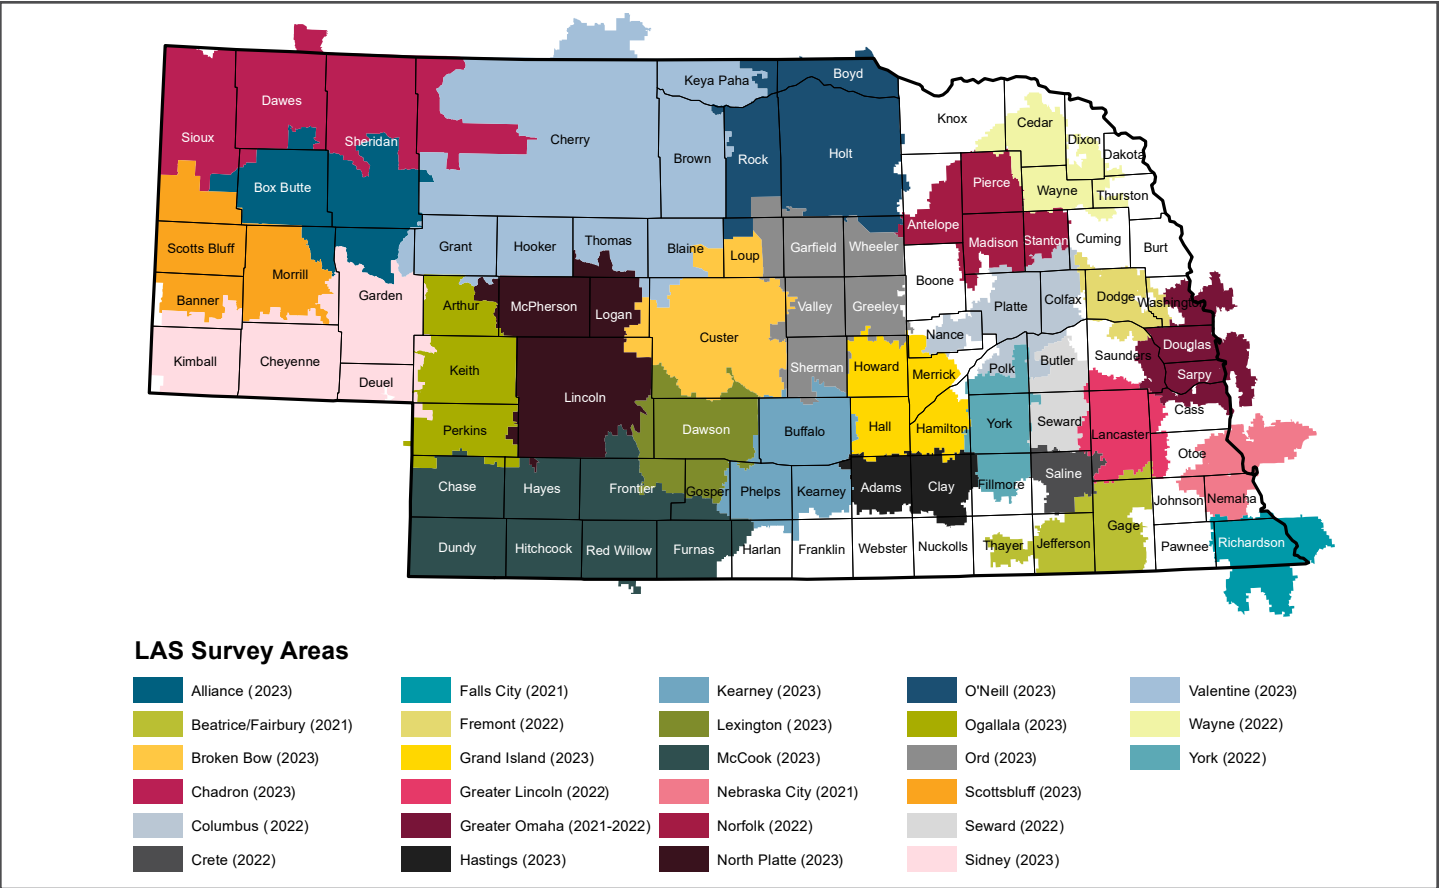 Keya Paha
Boyd
Dawes
Knox
Cedar
Sioux
Sheridan
Cherry
Dixon
Dakota
Brown
Rock
Holt
Box Butte
Pierce
Wayne
Thurston
Antelope
Scotts Bluff
Grant
Hooker
Thomas
Blaine
Loup
Garfield
Wheeler
Madison
Stanton
Cuming
Burt
Morrill
Garden
Boone
Banner
Arthur
McPherson
Logan
Valley
Greeley
Platte
Colfax
Dodge
Washington
Custer
Nance
Kimball
Cheyenne
Keith
Sherman
Howard
Merrick
Polk
Butler
Saunders
Douglas
Sarpy
Deuel
Lincoln
Cass
Perkins
Dawson
Buffalo
Hall
Hamilton
York
Seward
Lancaster
Otoe
Chase
Hayes
Frontier
Gosper
Phelps
Kearney
Adams
Clay
Fillmore
Saline
Johnson
Nemaha
Dundy
Hitchcock
Red Willow
Furnas
Harlan
Franklin
Webster
Nuckolls
Thayer
Jefferson
Gage
Pawnee
Richardson
LAS Survey Areas
Alliance (2023)
Beatrice/Fairbury (2021)
Broken Bow (2023)
Chadron (2023)
Columbus (2022)
Crete (2022)
Falls City (2021)
Fremont (2022)
Grand Island (2023)
Greater Lincoln (2022)
Greater Omaha (2021-2022)
Hastings (2023)
Kearney (2023)
Lexington (2023)
McCook (2023)
Nebraska City (2021)
Norfolk (2022)
North Platte (2023)
O'Neill (2023)
Ogallala (2023)
Ord (2023)
Scottsbluff (2023)
Seward (2022)
Sidney (2023)
Valentine (2023)
Wayne (2022)
York (2022)